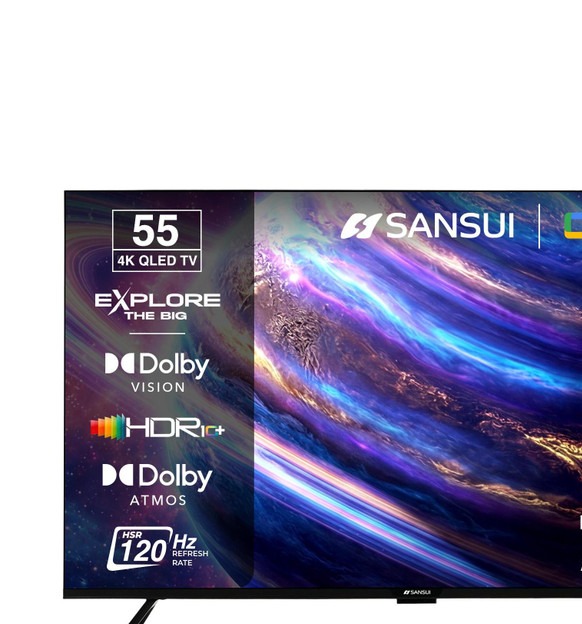 55
4K QLED TV
SANSUI
EXPLORE
THE BIG
Dolby
VISION
HDR10+
Dolby
ATMOS
HSR
120 Hz
REFRESH
RATE
SANSUI